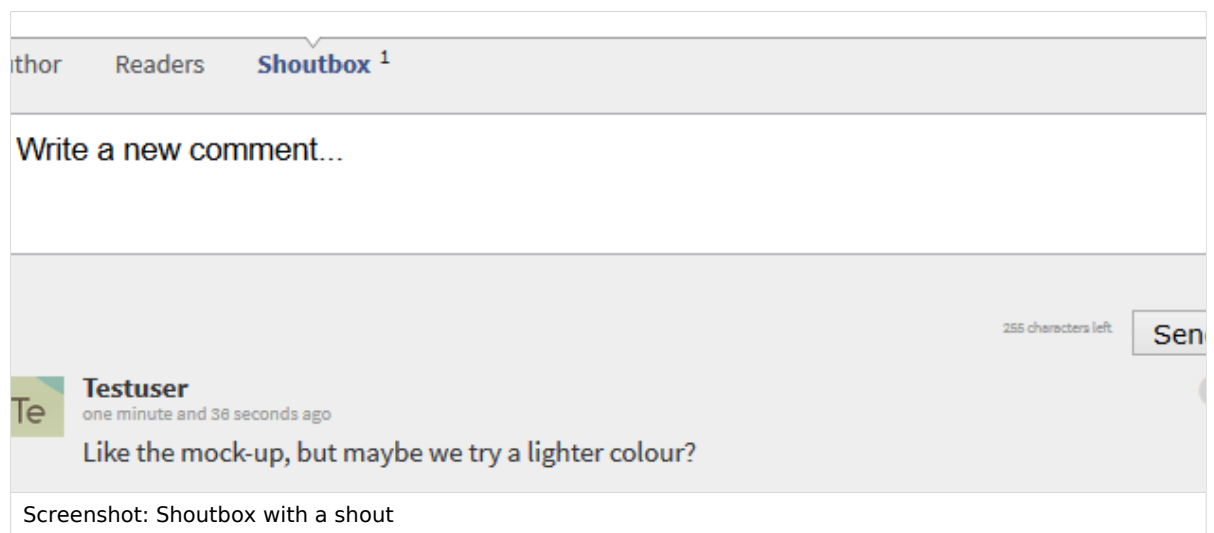 thor Readers Shoutbox 1
Write a new comment...
255 characters left Sen
Te Testuser
one minute and 36 seconds ago
Like the mock-up, but maybe we try a lighter colour?
Screenshot: Shoutbox with a shout